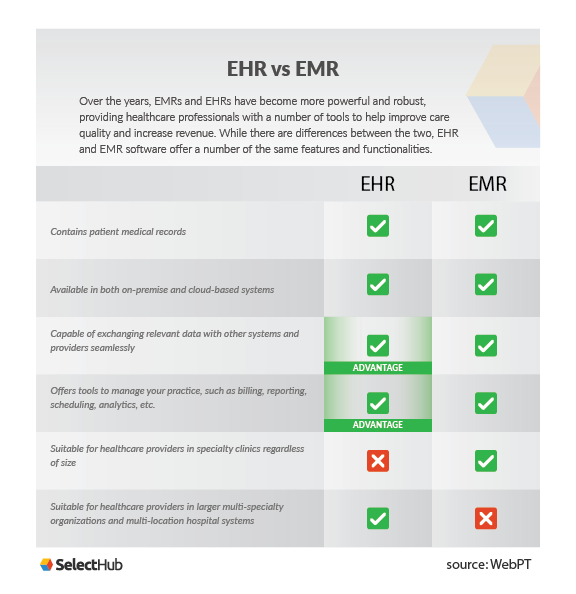 EHR vs EMR
Over the years, EMRs and EHRs have become more powerful and robust,
providing healthcare professionals with a number of tools to help improve care
quality and increase revenue. While there are differences between the two, EHR
and EMR software offer a number of the same features and functionalities.
EHR
EMR
Contains patient medical records
Available in both on-premise and cloud-based systems
Capable of exchanging relevant data with other systems and
providers seamlessly
ADVANTAGE
Offers tools to manage your practice, such as billing, reporting,
scheduling, analytics, etc.
ADVANTAGE
Suitable for healthcare providers in specialty clinics regardless
of size
Suitable for healthcare providers in larger multi-specialty
organizations and multi-location hospital systems
SelectHub
source: WebPT